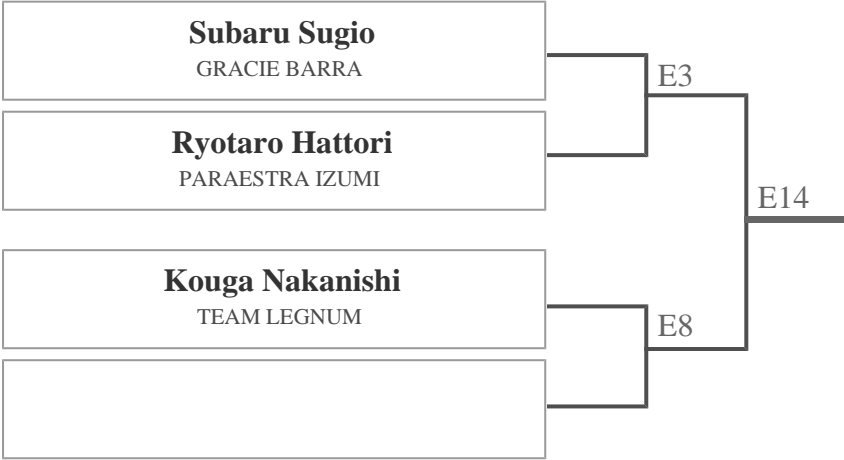 Subaru Sugio
GRACIE BARRA
E3
Ryotaro Hattori
PARAESTRA IZUMI
E14
Kouga Nakanishi
TEAM LEGNUM
E8